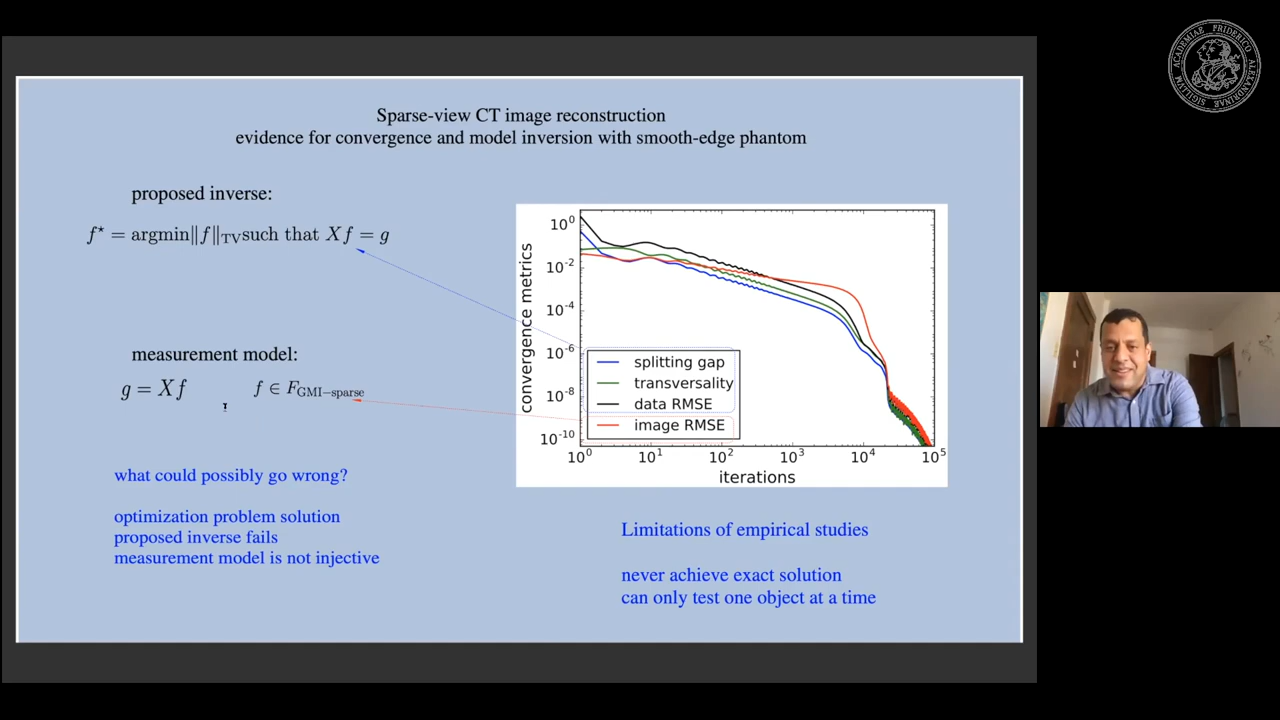 Sparse-view CT image reconstruction
evidence for convergence and model inversion with smooth-edge phantom
proposed inverse:
f⋆ = argmin‖f‖TV such that Xf = g
measurement model:
g = Xf f ∈ F_GMI−sparse
what could possibly go wrong?
optimization problem solution
proposed inverse fails
measurement model is not injective
convergence metrics
10^0
10^-2
10^-4
10^-6
10^-8
10^-10
splitting gap
transversality
data RMSE
image RMSE
10^0 10^1 10^2 10^3 10^4 10^5
iterations
Limitations of empirical studies
never achieve exact solution
can only test one object at a time
ACADEMIAE FRIDERICO ALEXANDRINAE SIGILLVM